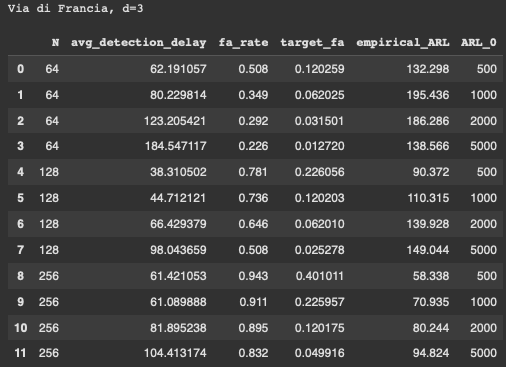 Via di Francia, d=3
N avg_detection_delay fa_rate target_fa empirical_ARL ARL_0
0 64 62.191057 0.508 0.120259 132.298 500
1 64 80.229814 0.349 0.062025 195.436 1000
2 64 123.205421 0.292 0.031501 186.286 2000
3 64 184.547117 0.226 0.012720 138.566 5000
4 128 38.310502 0.781 0.226056 90.372 500
5 128 44.712121 0.736 0.120203 110.315 1000
6 128 66.429379 0.646 0.062010 139.928 2000
7 128 98.043659 0.508 0.025278 149.044 5000
8 256 61.421053 0.943 0.401011 58.338 500
9 256 61.089888 0.911 0.225957 70.935 1000
10 256 81.895238 0.895 0.120175 80.244 2000
11 256 104.413174 0.832 0.049916 94.824 5000